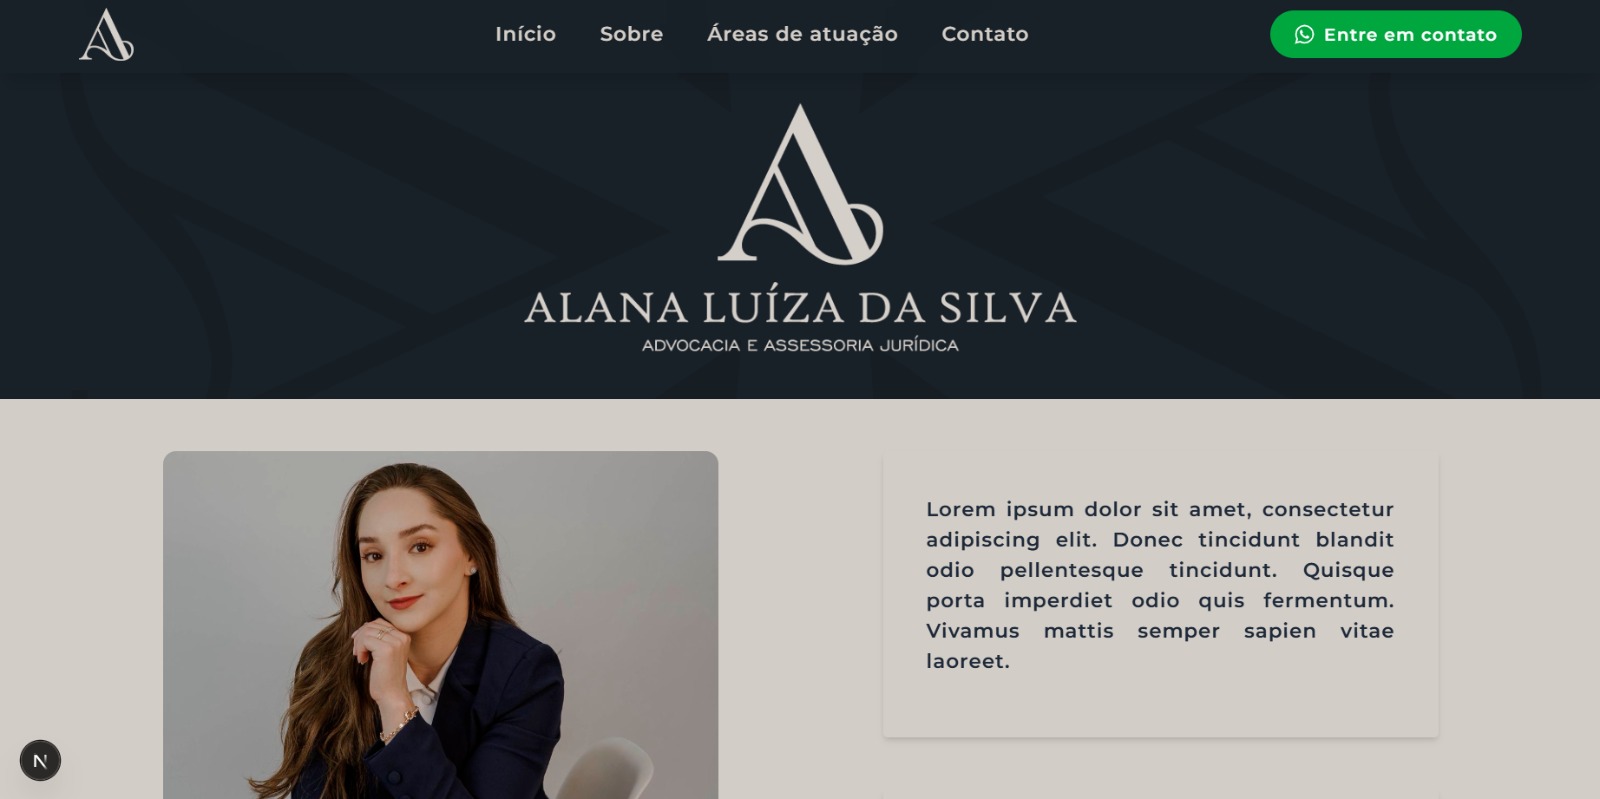 Início Sobre Áreas de atuação Contato Entre em contato
ALANA LUÍZA DA SILVA
ADVOCACIA E ASSESSORIA JURÍDICA
Lorem ipsum dolor sit amet, consectetur
adipiscing elit. Donec tincidunt blandit
odio pellentesque tincidunt. Quisque
porta imperdiet odio quis fermentum.
Vivamus mattis semper sapien vitae
laoreet.
N